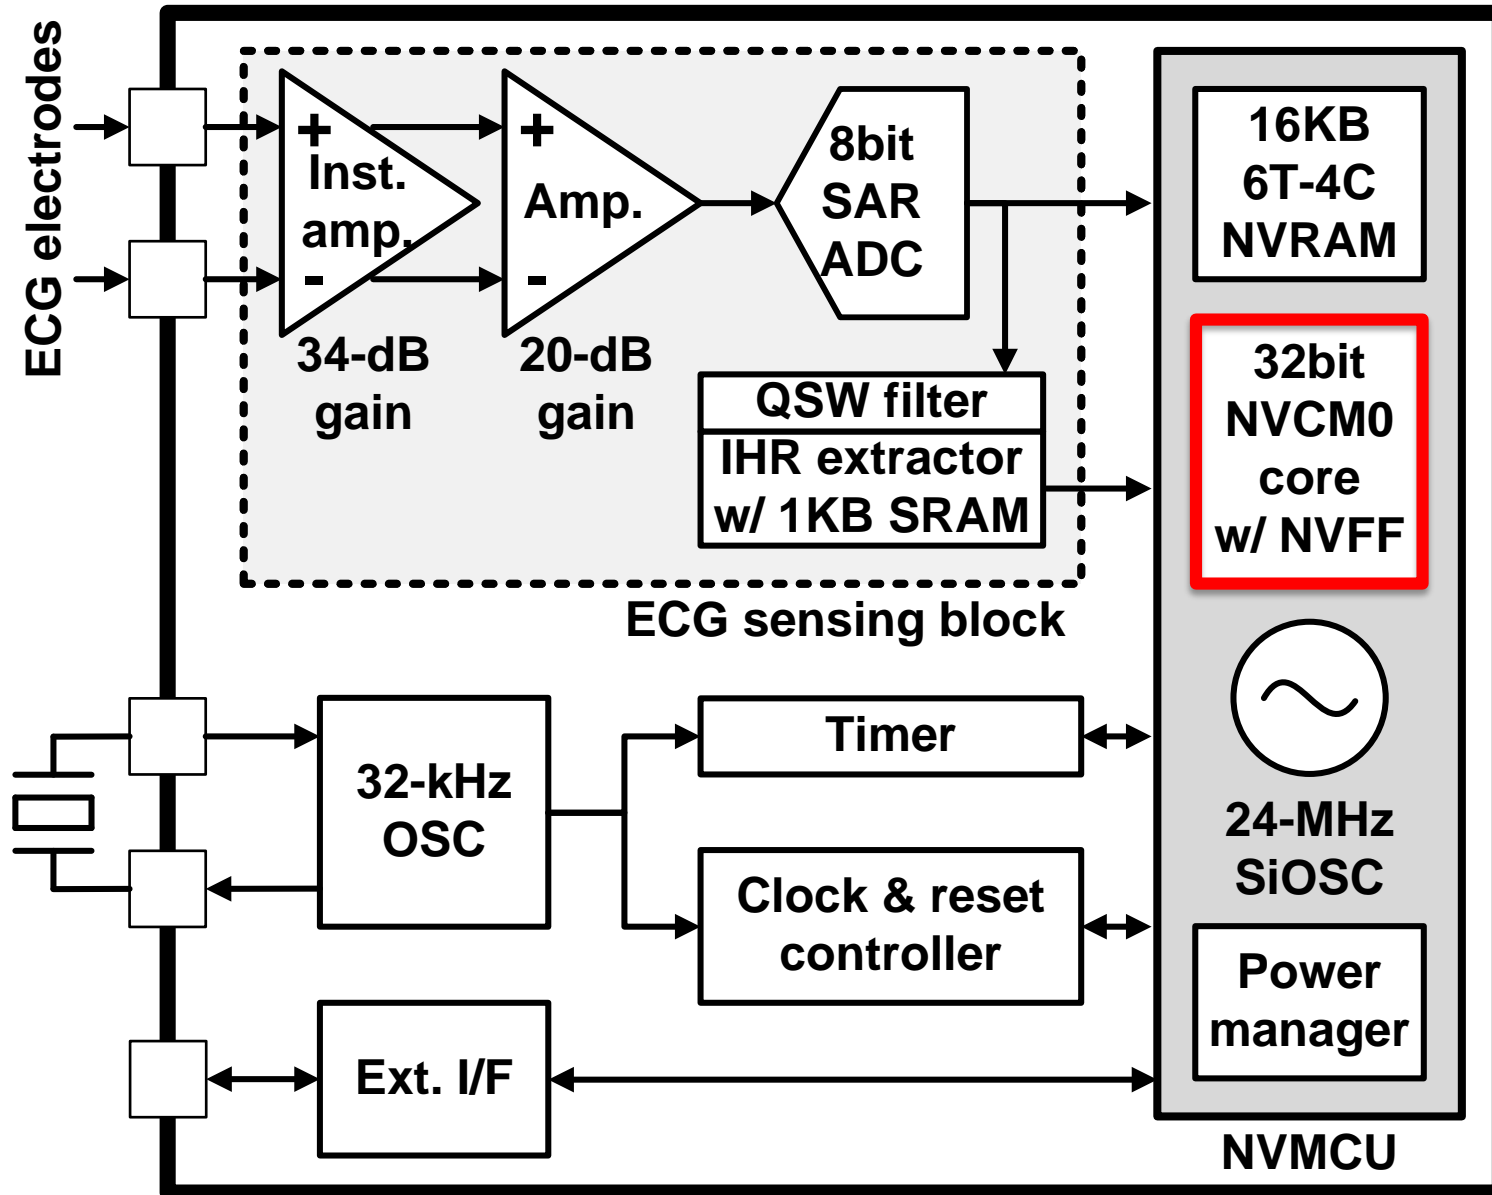 ECG electrodes
+
Inst.
amp.
-
34-dB
gain
+
Amp.
-
20-dB
gain
8bit
SAR
ADC
QSW filter
IHR extractor
w/ 1KB SRAM
ECG sensing block
16KB
6T-4C
NVRAM
32bit
NVCM0
core
w/ NVFF
24-MHz
SiOSC
Power
manager
NVMCU
32-kHz
OSC
Timer
Clock & reset
controller
Ext. I/F